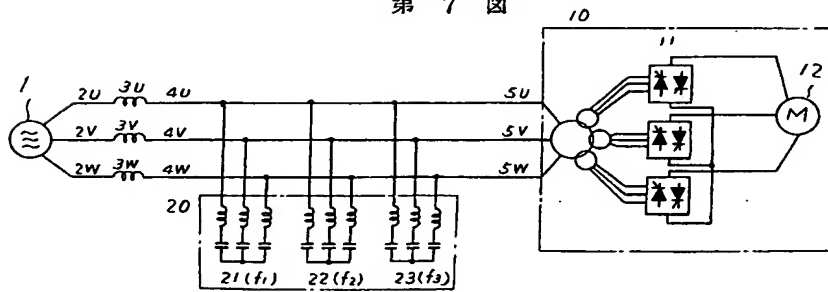 第 7 図
10
11
12
1
2U 3U 4U 5U
2V 3V 4V 5V
2W 3W 4W 5W
M
20
21(f₁) 22(f₂) 23(f₃)